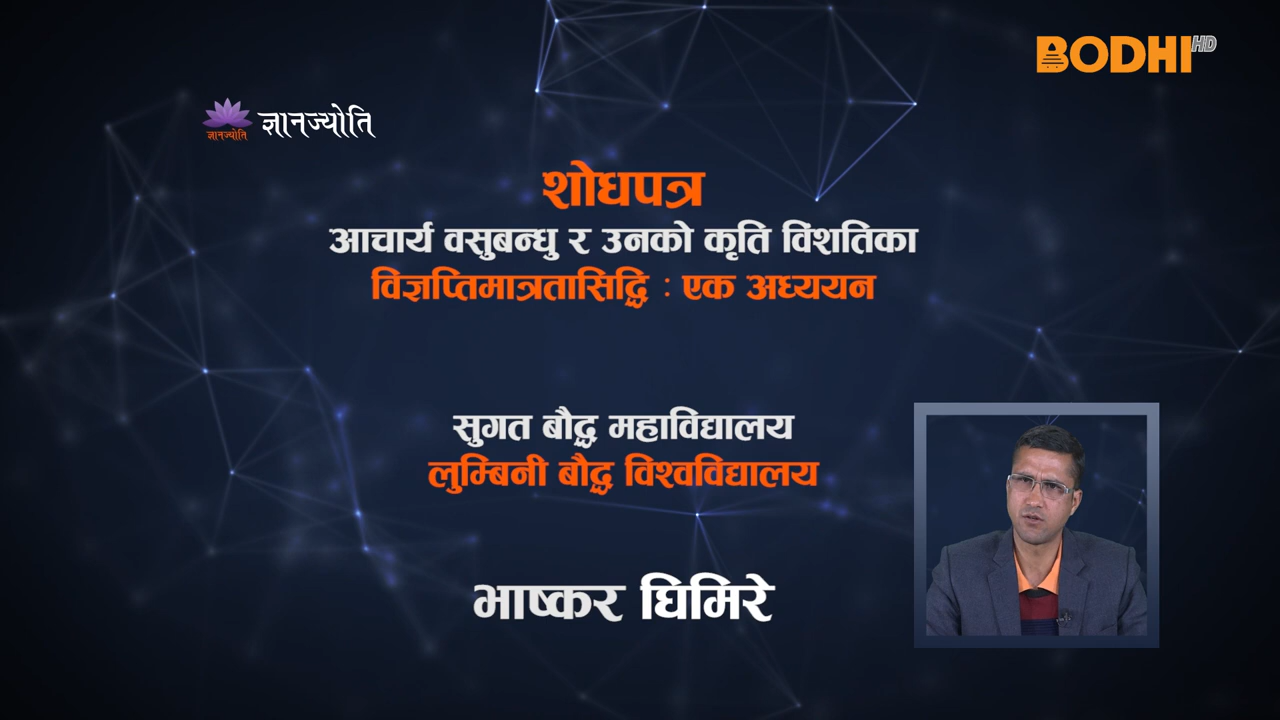 BODHI HD
ज्ञानज्योति ज्ञानज्योति
शोधपत्र
आचार्य वसुबन्धु र उनको कृति विंशतिका
विज्ञप्तिमात्रतासिद्धि : एक अध्ययन
सुगत बौद्ध महाविद्यालय
लुम्बिनी बौद्ध विश्वविद्यालय
भाष्कर घिमिरे